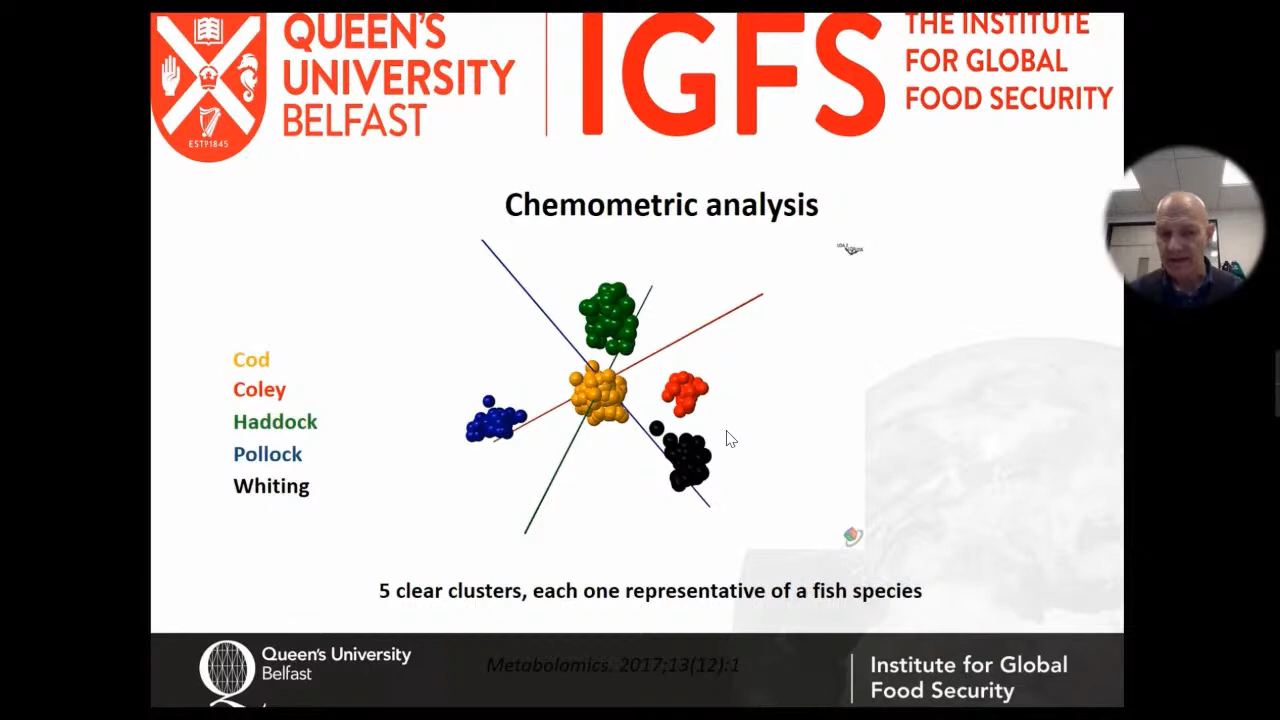 QUEEN'S
UNIVERSITY
BELFAST
ESTD1845
IGFS
THE INSTITUTE
FOR GLOBAL
FOOD SECURITY
Chemometric analysis
Cod
Coley
Haddock
Pollock
Whiting
5 clear clusters, each one representative of a fish species
Queen's University
Belfast
Metabolomics. 2017;13(12):1
Institute for Global
Food Security